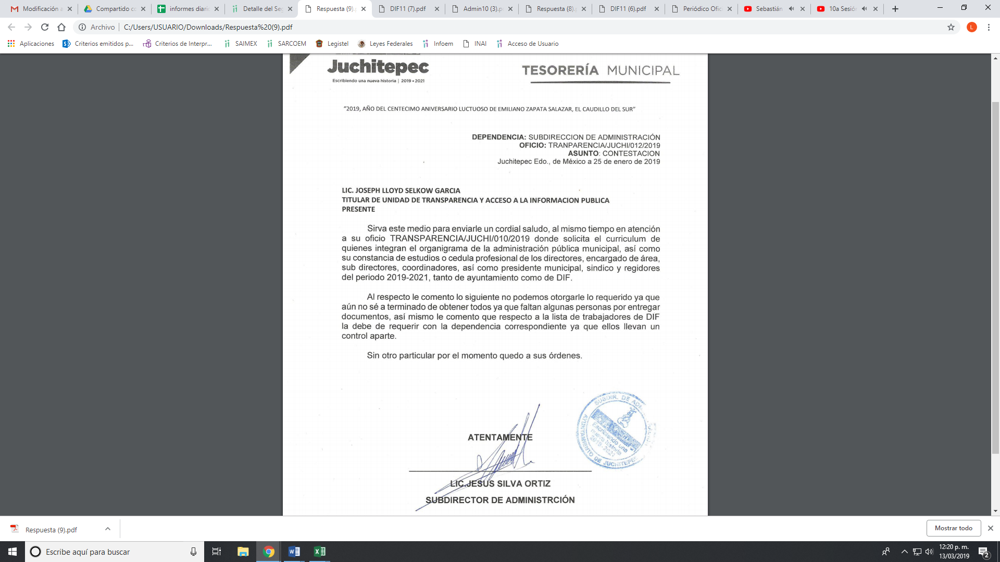 Modificación a
Compartido co
informes diario
Detalle del Seg
Respuesta (9).p
DIF11 (7).pdf
Admin10 (3).p
Respuesta (8).p
DIF11 (6).pdf
Periódico Ofic
Sebastián
10a Sesión
Archivo
C:/Users/USUARIO/Downloads/Respuesta%20(9).pdf
L
Aplicaciones
Criterios emitidos p...
Criterios de Interpr...
SAIMEX
SARCOEM
Legistel
Leyes Federales
Infoem
INAI
Acceso de Usuario
Juchitepec
Escribiendo una nueva historia | 2019 • 2021
TESORERÍA MUNICIPAL
“2019, AÑO DEL CENTECIMO ANIVERSARIO LUCTUOSO DE EMILIANO ZAPATA SALAZAR, EL CAUDILLO DEL SUR”
DEPENDENCIA: SUBDIRECCION DE ADMINISTRACIÓN
OFICIO: TRANPARENCIA/JUCHI/012/2019
ASUNTO: CONTESTACION
Juchitepec Edo., de México a 25 de enero de 2019
LIC. JOSEPH LLOYD SELKOW GARCIA
TITULAR DE UNIDAD DE TRANSPARENCIA Y ACCESO A LA INFORMACION PUBLICA
PRESENTE
Sirva este medio para enviarle un cordial saludo, al mismo tiempo en atención
a su oficio TRANSPARENCIA/JUCHI/010/2019 donde solicita el curriculum de
quienes integran el organigrama de la administración pública municipal, así como
su constancia de estudios o cedula profesional de los directores, encargado de área,
sub directores, coordinadores, así como presidente municipal, sindico y regidores
del periodo 2019-2021, tanto de ayuntamiento como de DIF.
Al respecto le comento lo siguiente no podemos otorgarle lo requerido ya que
aún no sé a terminado de obtener todos ya que faltan algunas personas por entregar
documentos, así mismo le comento que respecto a la lista de trabajadores de DIF
la debe de requerir con la dependencia correspondiente ya que ellos llevan un
control aparte.
Sin otro particular por el momento quedo a sus órdenes.
SUBDIR. DE ADM
Escribiendo una
nueva historia
2019 - 2021
AYUNTAMIENTO DE JUCHITEPEC
ATENTAMENTE
LIC.JESUS SILVA ORTIZ
SUBDIRECTOR DE ADMINISTRCIÓN
Respuesta (9).pdf
Mostrar todo
Escribe aquí para buscar
12:20 p. m.
13/03/2019
2